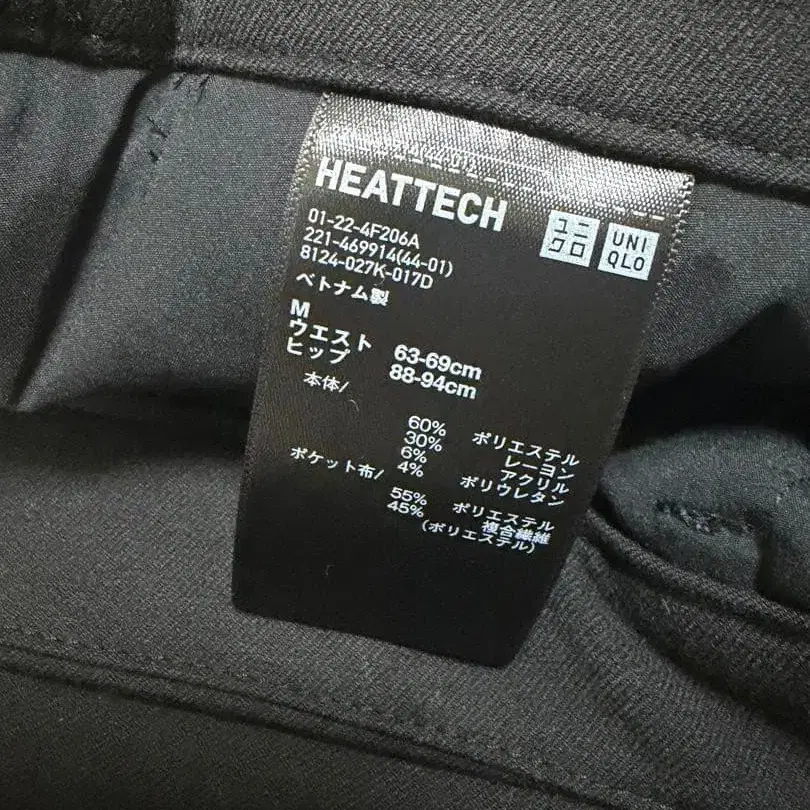 HEATTECH
ユニクロ
UNIQLO
01-22-4F206A
221-469914(44-01)
8124-027K-017D
ベトナム製
M
ウエスト 63-69cm
ヒップ 88-94cm
本体/
60% ポリエステル
30% レーヨン
6% アクリル
4% ポリウレタン
ポケット布/
55% ポリエステル
45% 複合繊維
(ポリエステル)